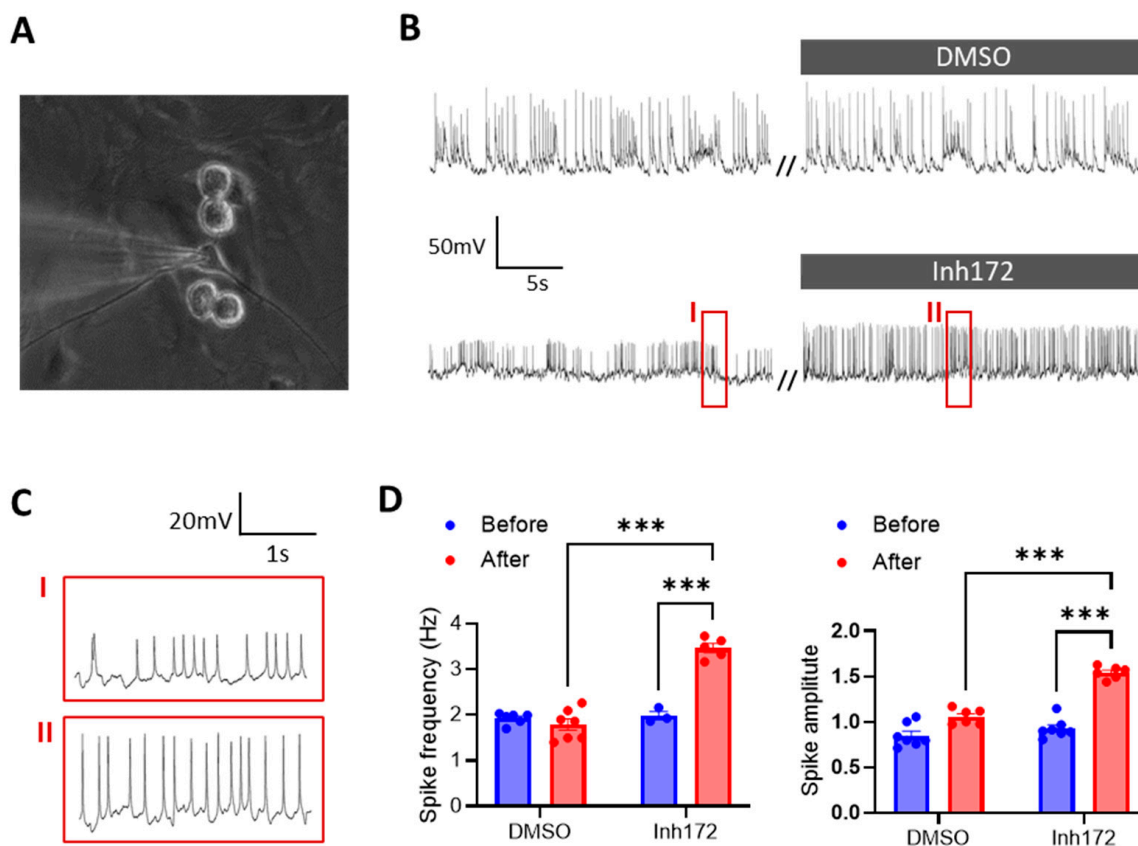 A
B
DMSO
//
50mV
5s
Inh172
I
II
//
C
20mV
1s
I
II
D
Before
After
***
***
Spike frequency (Hz)
4
3
2
1
0
DMSO
Inh172
Before
After
***
***
Spike amplitude
2.0
1.5
1.0
0.5
0.0
DMSO
Inh172